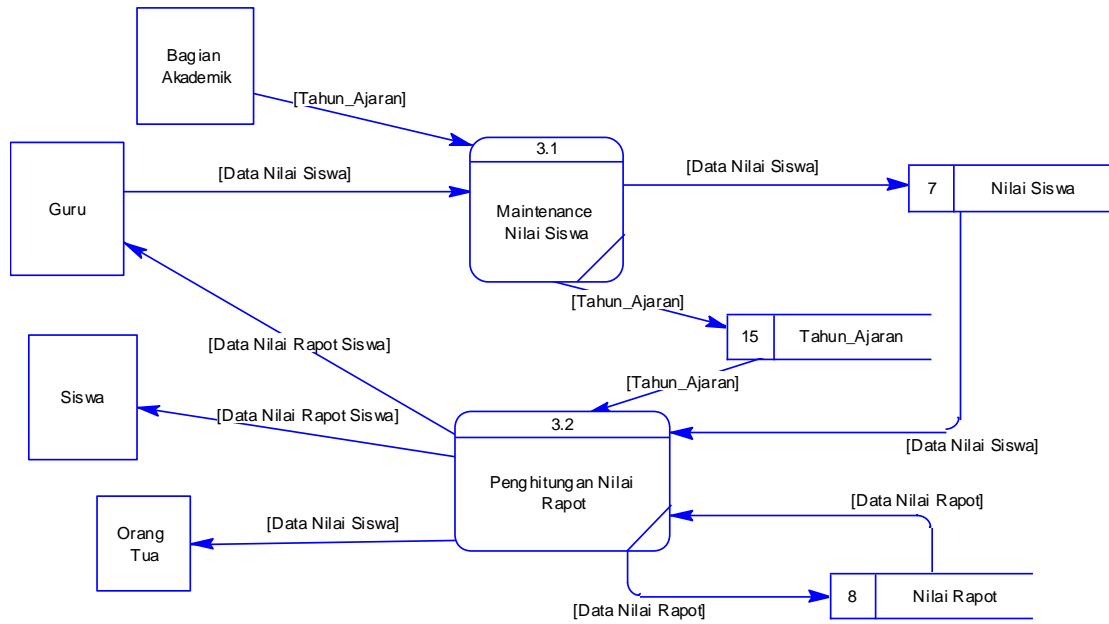 Bagian
Akademik
[Tahun_Ajaran]
3.1
[Data Nilai Siswa]
[Data Nilai Siswa]
7
Nilai Siswa
Guru
Maintenance
Nilai Siswa
[Tahun_Ajaran]
15
Tahun_Ajaran
[Data Nilai Rapot Siswa]
[Tahun_Ajaran]
Siswa
[Data Nilai Rapot Siswa]
3.2
[Data Nilai Siswa]
Penghitungan Nilai
Rapot
[Data Nilai Rapot]
[Data Nilai Siswa]
Orang
Tua
8
Nilai Rapot
[Data Nilai Rapot]